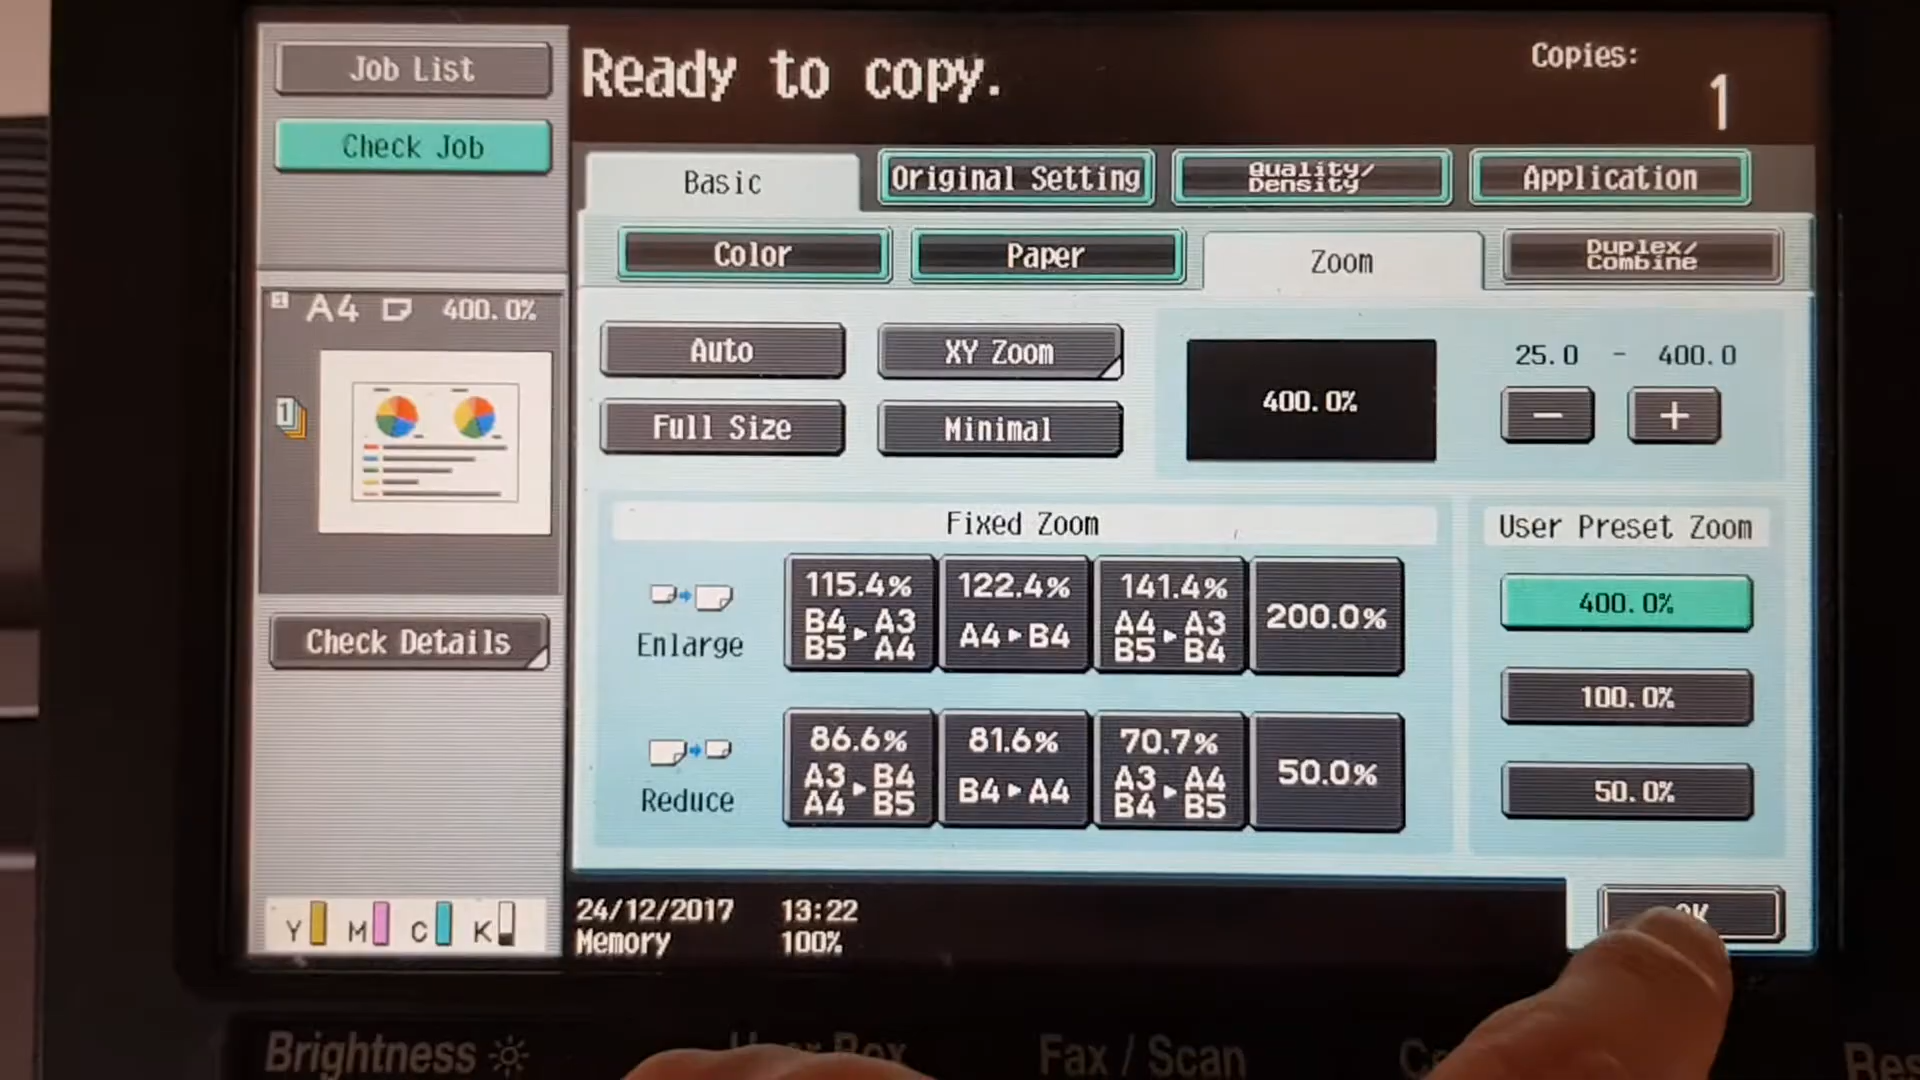 Job List
Check Job
Ready to copy.
Copies:
1
Basic
Original Setting
Quality/
Density
Application
Color
Paper
Zoom
Duplex/
Combine
1 A4 400.0%
1
Auto
XY Zoom
Full Size
Minimal
400.0%
25.0 - 400.0
−
+
Fixed Zoom
User Preset Zoom
Enlarge
115.4%
B4▸A3
B5 A4
122.4%
A4▸B4
141.4%
A4▸A3
B5 B4
200.0%
400.0%
100.0%
50.0%
Reduce
86.6%
A3▸B4
A4 B5
81.6%
B4▸A4
70.7%
A3▸A4
B4 B5
50.0%
Check Details
Y M C K
24/12/2017 13:22
Memory 100%
OK
Brightness
User Box
Fax / Scan